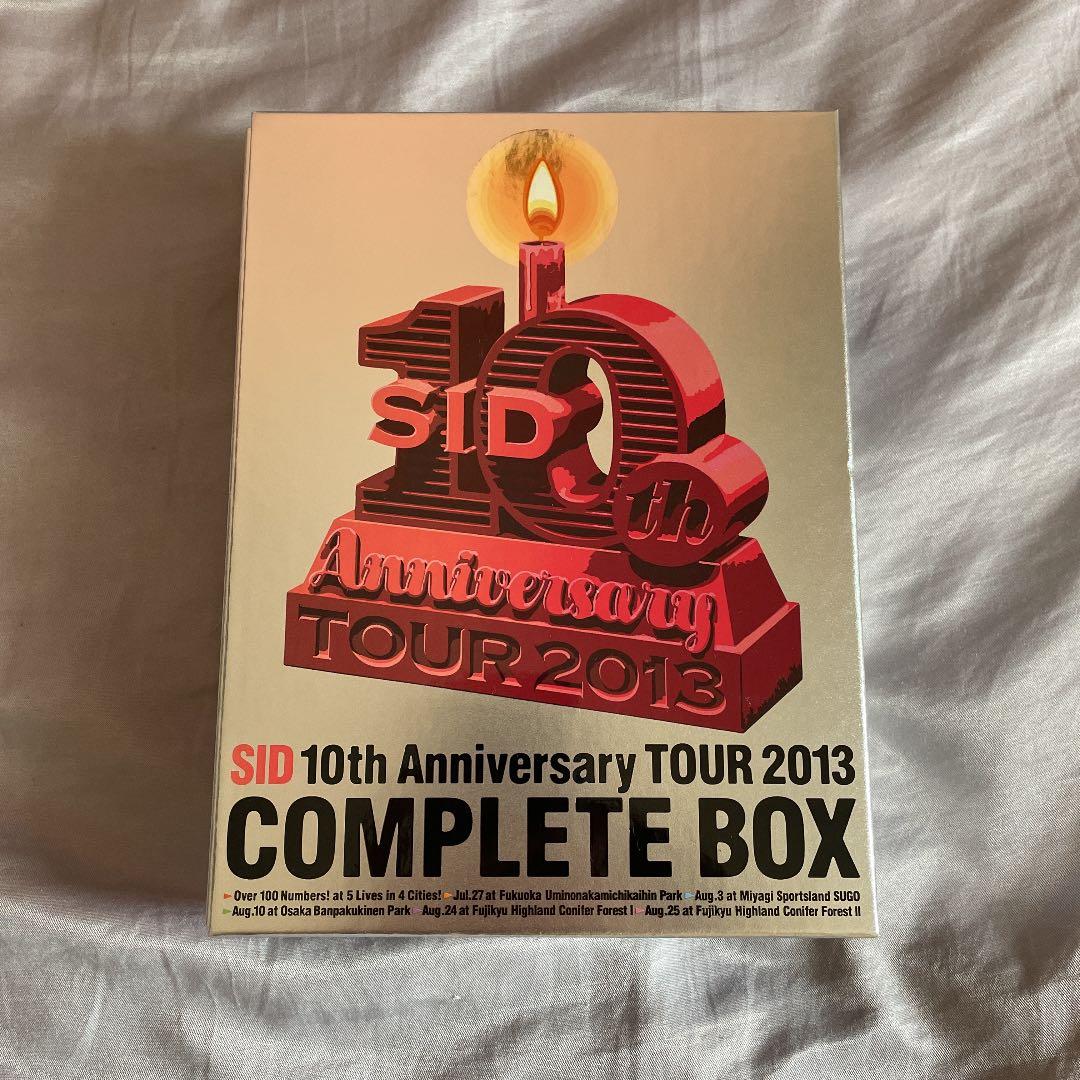 10th
SID
Anniversary
TOUR 2013
SID 10th Anniversary TOUR 2013
COMPLETE BOX
Over 100 Numbers! at 5 Lives in 4 Cities! Jul.27 at Fukuoka Uminonakamichikaihin Park Aug.3 at Miyagi Sportsland SUGO
Aug.10 at Osaka Banpakukinen Park Aug.24 at Fujikyu Highland Conifer Forest I Aug.25 at Fujikyu Highland Conifer Forest II